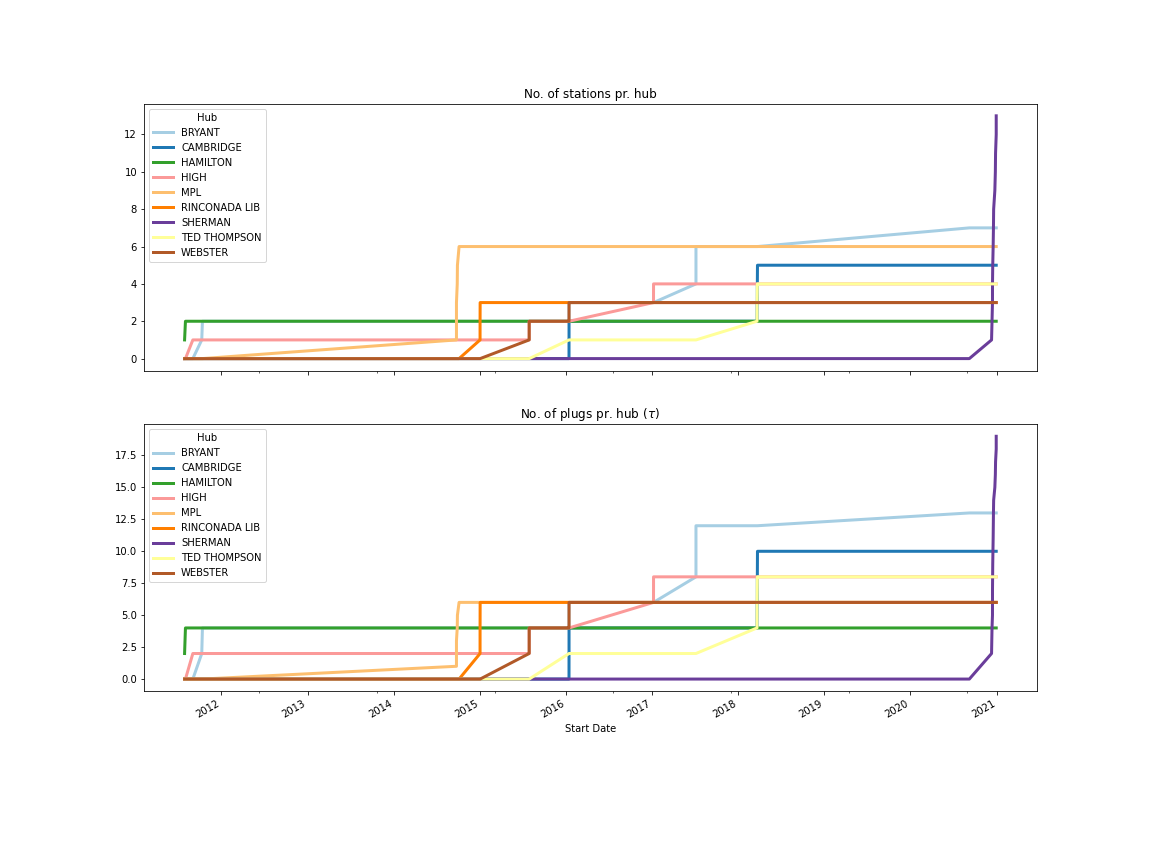 No. of stations pr. hub
Hub
BRYANT
CAMBRIDGE
HAMILTON
HIGH
MPL
RINCONADA LIB
SHERMAN
TED THOMPSON
WEBSTER
12
10
8
6
4
2
0
No. of plugs pr. hub (τ)
Hub
BRYANT
CAMBRIDGE
HAMILTON
HIGH
MPL
RINCONADA LIB
SHERMAN
TED THOMPSON
WEBSTER
17.5
15.0
12.5
10.0
7.5
5.0
2.5
0.0
2012 2013 2014 2015 2016 2017 2018 2019 2020 2021
Start Date